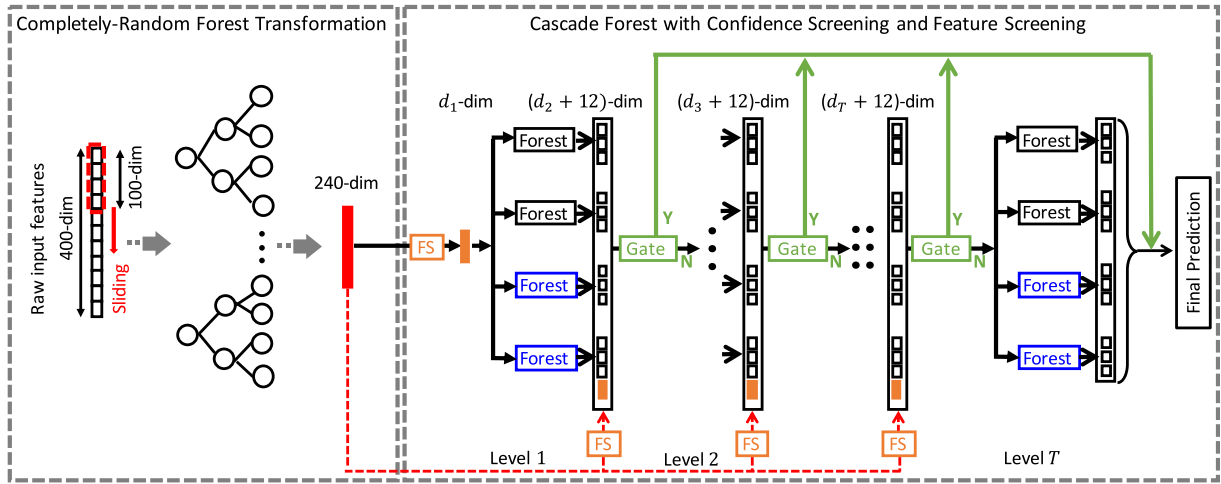 Completely-Random Forest Transformation
Cascade Forest with Confidence Screening and Feature Screening
Raw input features
400-dim
100-dim
Sliding
240-dim
FS
d₁-dim
(d₂ + 12)-dim
(d₃ + 12)-dim
(d_T + 12)-dim
Forest
Forest
Forest
Forest
Gate
Y
N
Gate
Y
N
Gate
Y
N
Forest
Forest
Forest
Forest
Final Prediction
FS
FS
FS
Level 1
Level 2
Level T